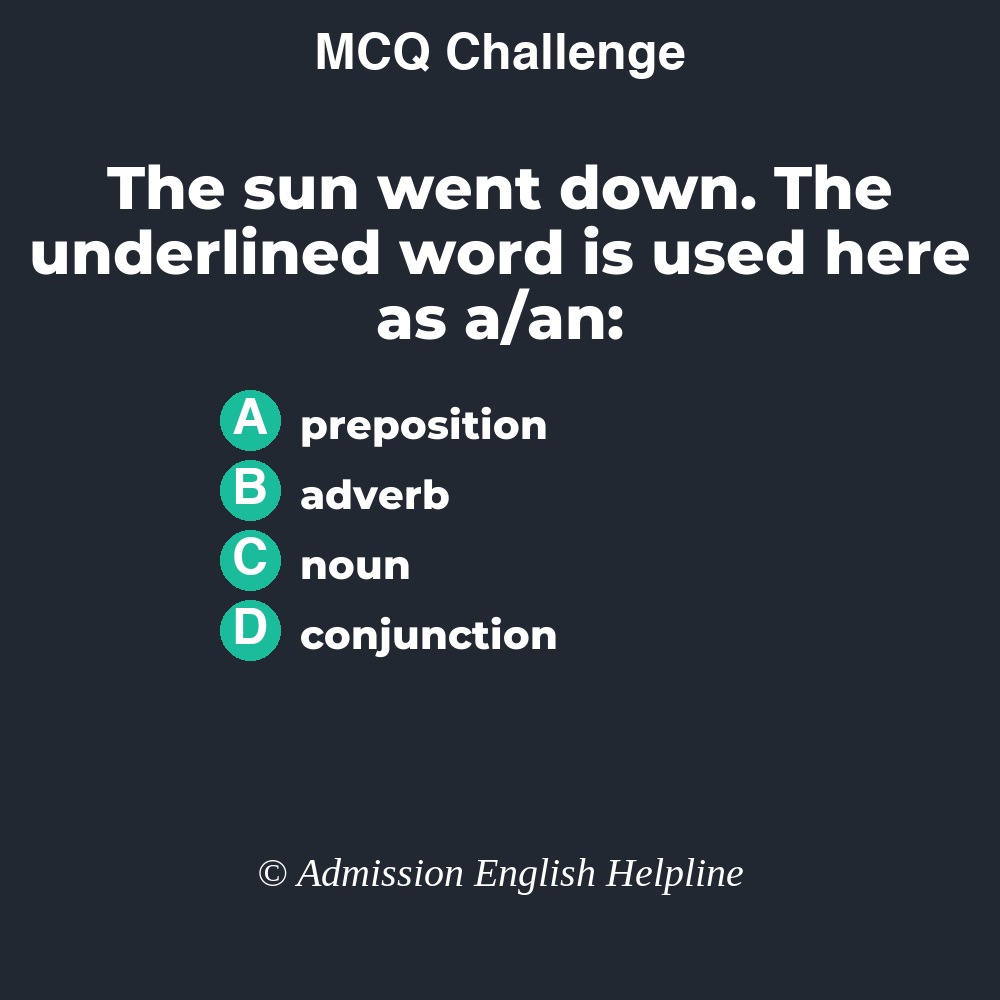 MCQ Challenge
The sun went down. The
underlined word is used here
as a/an:
A preposition
B adverb
C noun
D conjunction
© Admission English Helpline